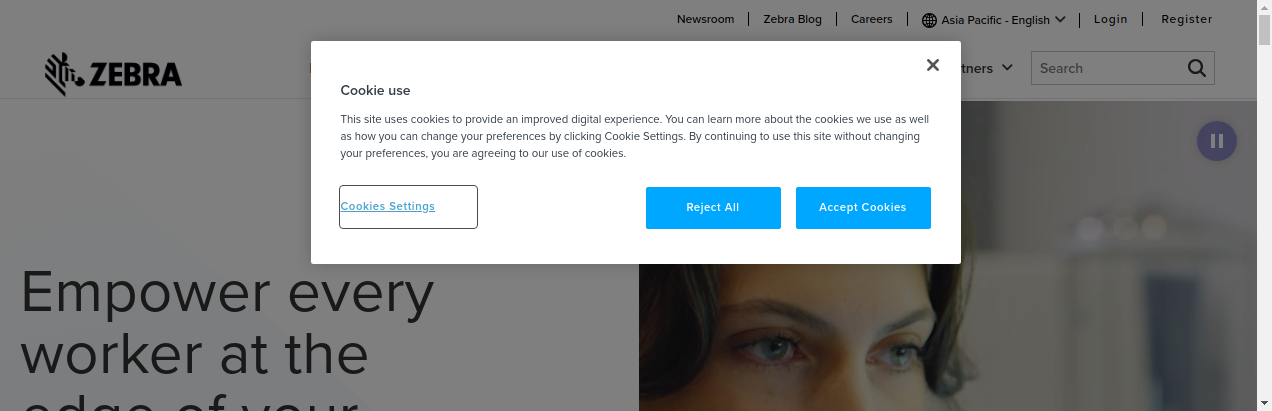 Newsroom
Zebra Blog
Careers
Asia Pacific - English
Login
Register
ZEBRA
tners
Search
Cookie use
This site uses cookies to provide an improved digital experience. You can learn more about the cookies we use as well
as how you can change your preferences by clicking Cookie Settings. By continuing to use this site without changing
your preferences, you are agreeing to our use of cookies.
Cookies Settings
Reject All
Accept Cookies
Empower every
worker at the
edge of your